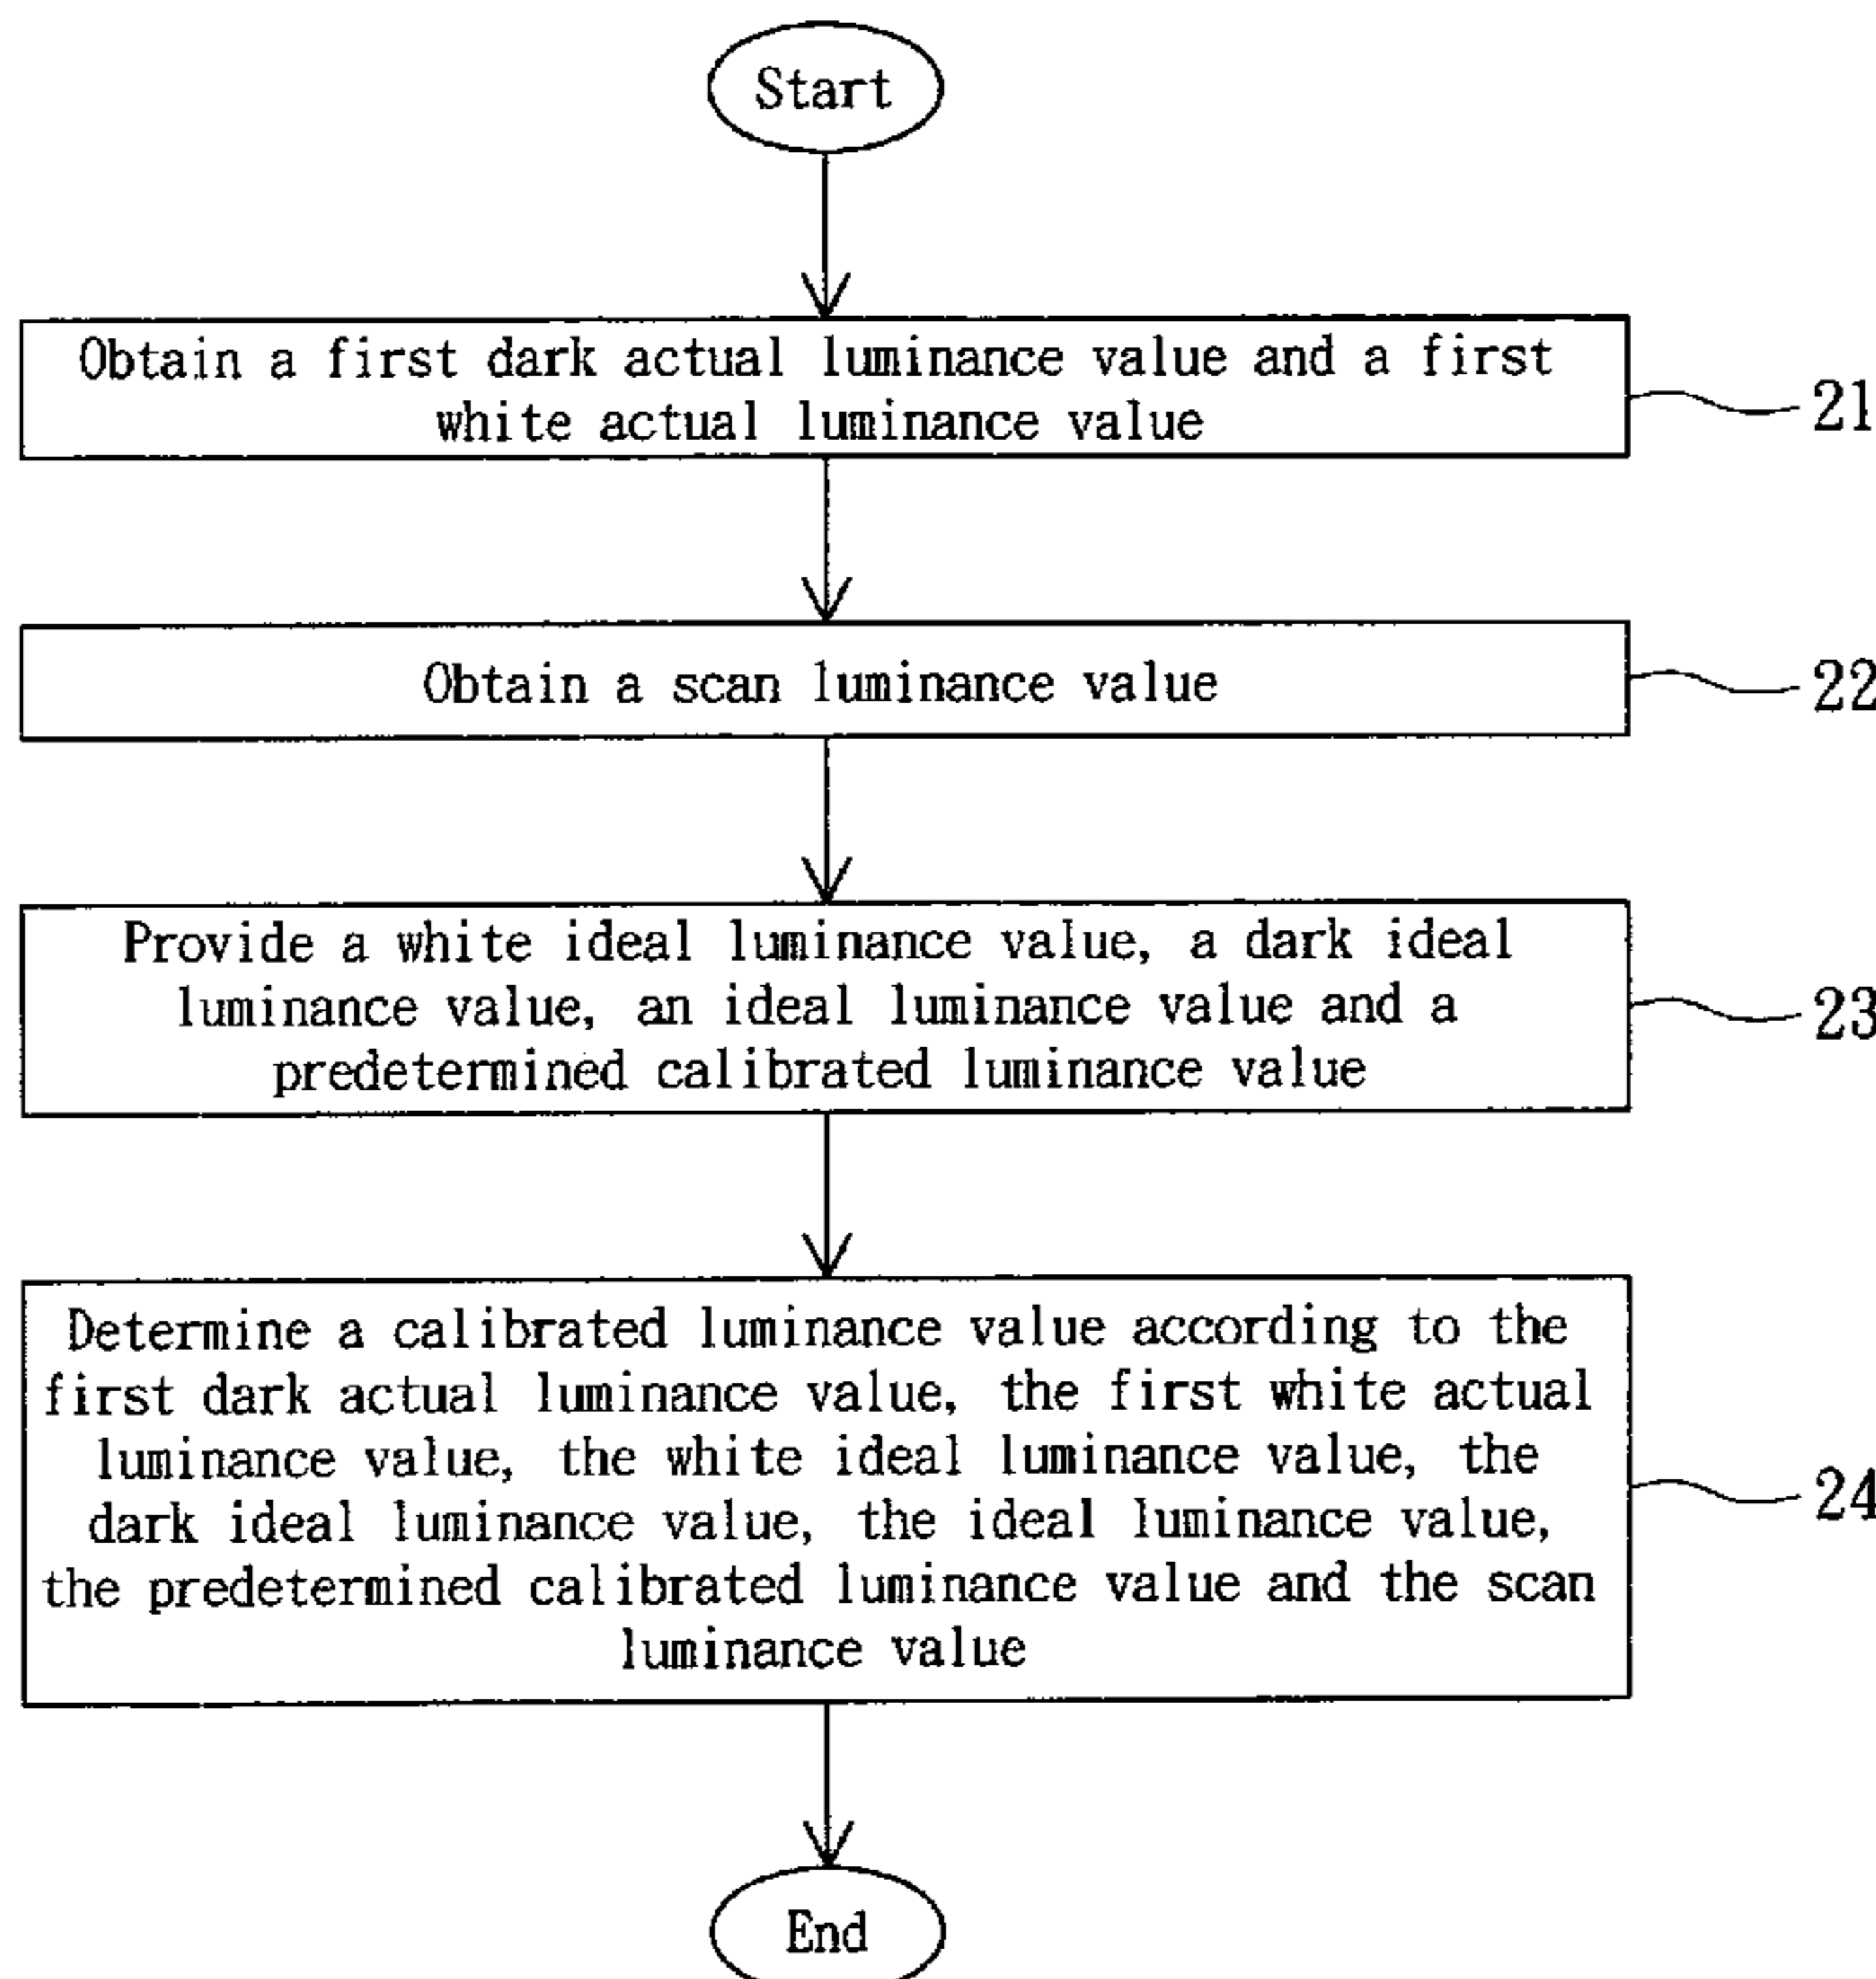 Start
Obtain a first dark actual luminance value and a first
white actual luminance value
21
Obtain a scan luminance value
22
Provide a white ideal luminance value, a dark ideal
luminance value, an ideal luminance value and a
predetermined calibrated luminance value
23
Determine a calibrated luminance value according to the
first dark actual luminance value, the first white actual
luminance value, the white ideal luminance value, the
dark ideal luminance value, the ideal luminance value,
the predetermined calibrated luminance value and the scan
luminance value
24
End